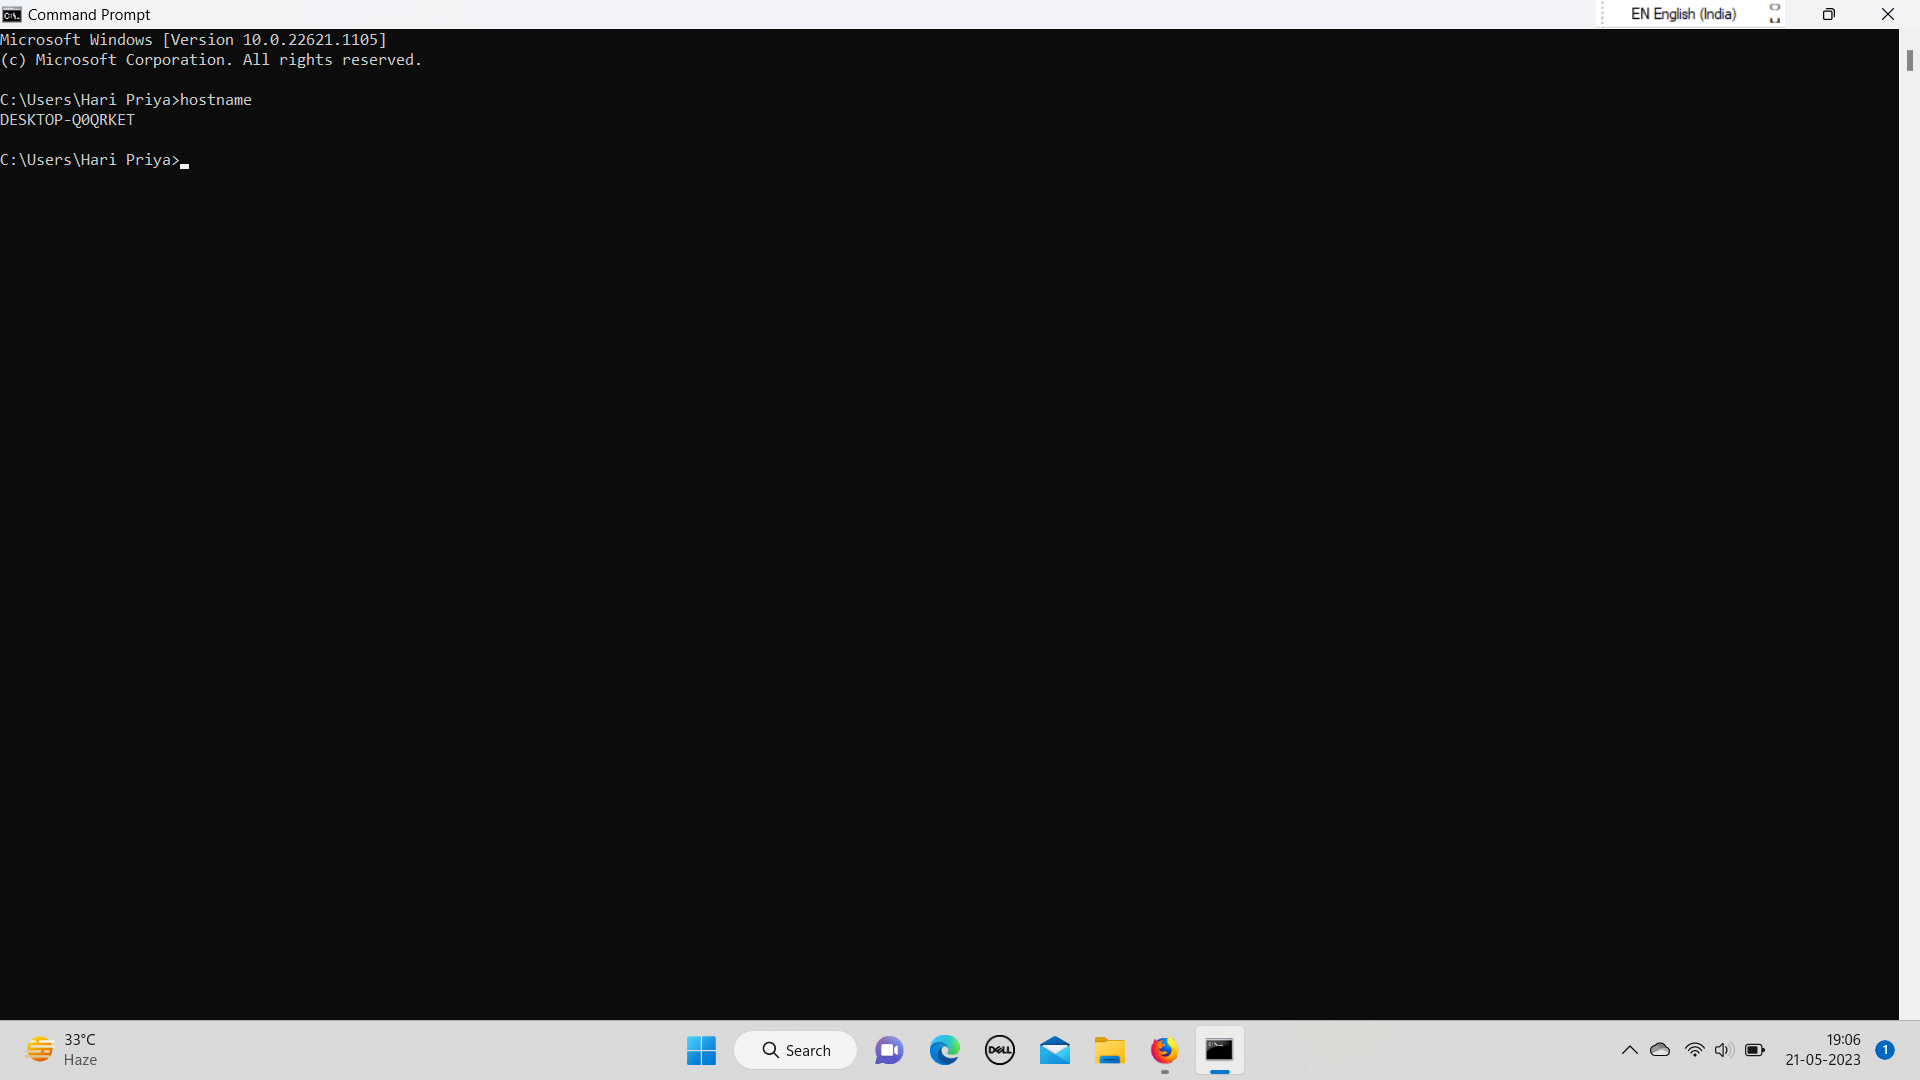 Command Prompt
EN English (India)
Microsoft Windows [Version 10.0.22621.1105]
(c) Microsoft Corporation. All rights reserved.
C:\Users\Hari Priya>hostname
DESKTOP-Q0QRKET
C:\Users\Hari Priya>
33°C
Haze
Search
DELL
19:06
21-05-2023
1